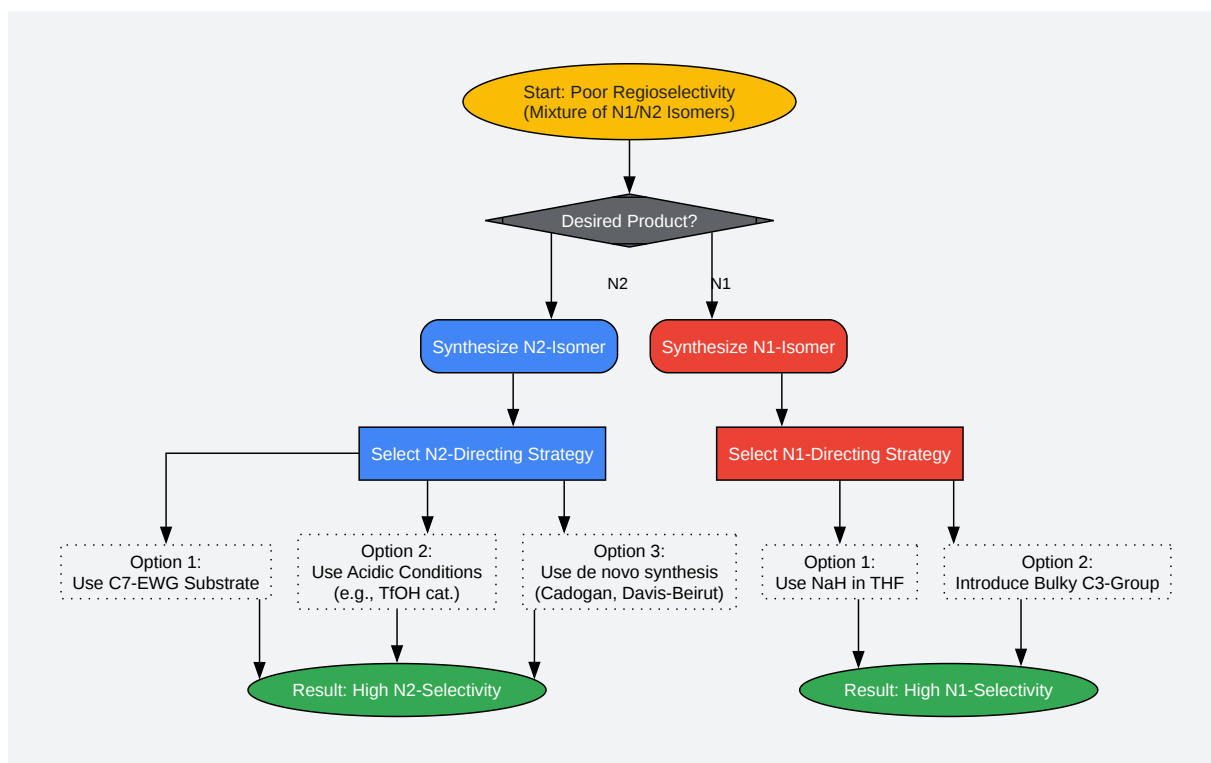 Start: Poor Regioselectivity
(Mixture of N1/N2 Isomers)
Desired Product?
N2
N1
Synthesize N2-Isomer
Synthesize N1-Isomer
Select N2-Directing Strategy
Select N1-Directing Strategy
Option 1:
Use C7-EWG Substrate
Option 2:
Use Acidic Conditions
(e.g., TfOH cat.)
Option 3:
Use de novo synthesis
(Cadogan, Davis-Beirut)
Option 1:
Use NaH in THF
Option 2:
Introduce Bulky C3-Group
Result: High N2-Selectivity
Result: High N1-Selectivity